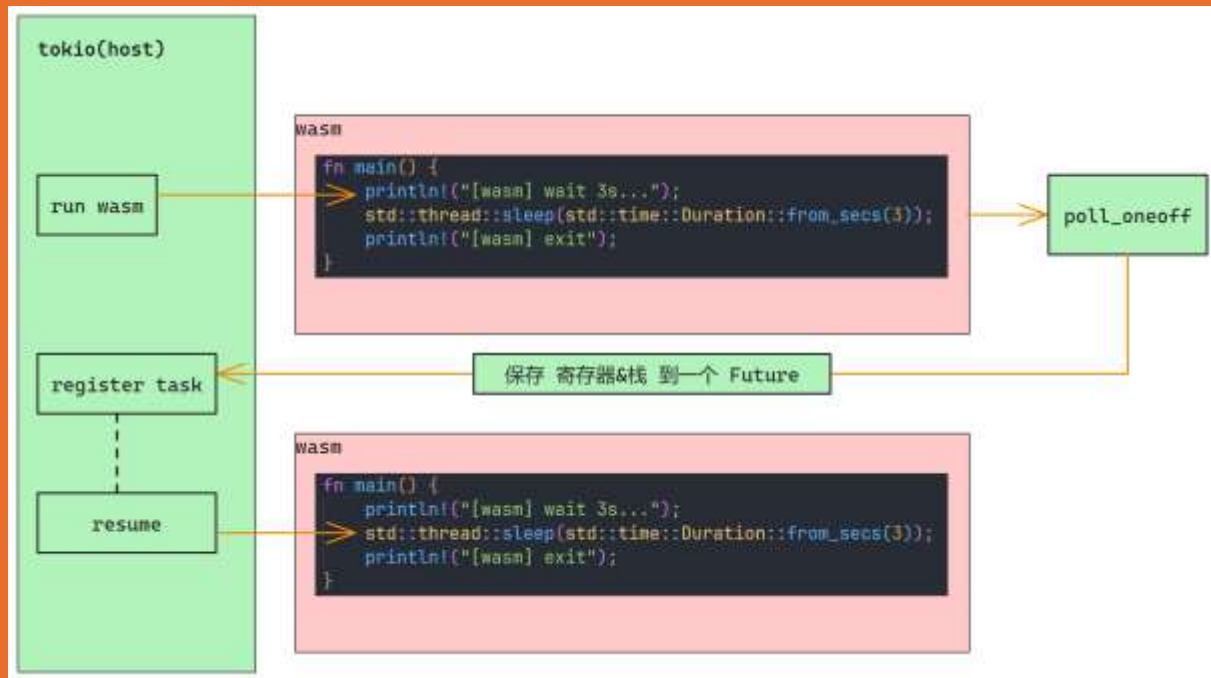 tokio(host)
run wasm
wasm
fn main() {
    println!("[wasm] wait 3s...");
    std::thread::sleep(std::time::Duration::from_secs(3));
    println!("[wasm] exit");
}
poll_oneoff
register task
保存 寄存器&栈 到一个 Future
resume
wasm
fn main() {
    println!("[wasm] wait 3s...");
    std::thread::sleep(std::time::Duration::from_secs(3));
    println!("[wasm] exit");
}